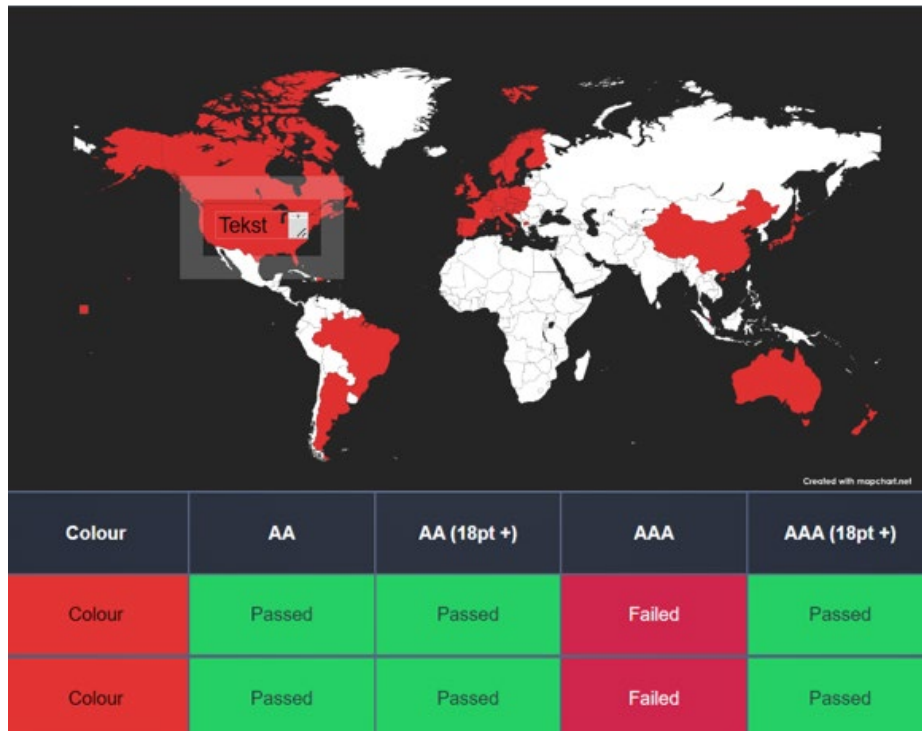 Tekst
Created with mapchart.net
Colour AA AA (18pt +) AAA AAA (18pt +)
Colour Passed Passed Failed Passed
Colour Passed Passed Failed Passed